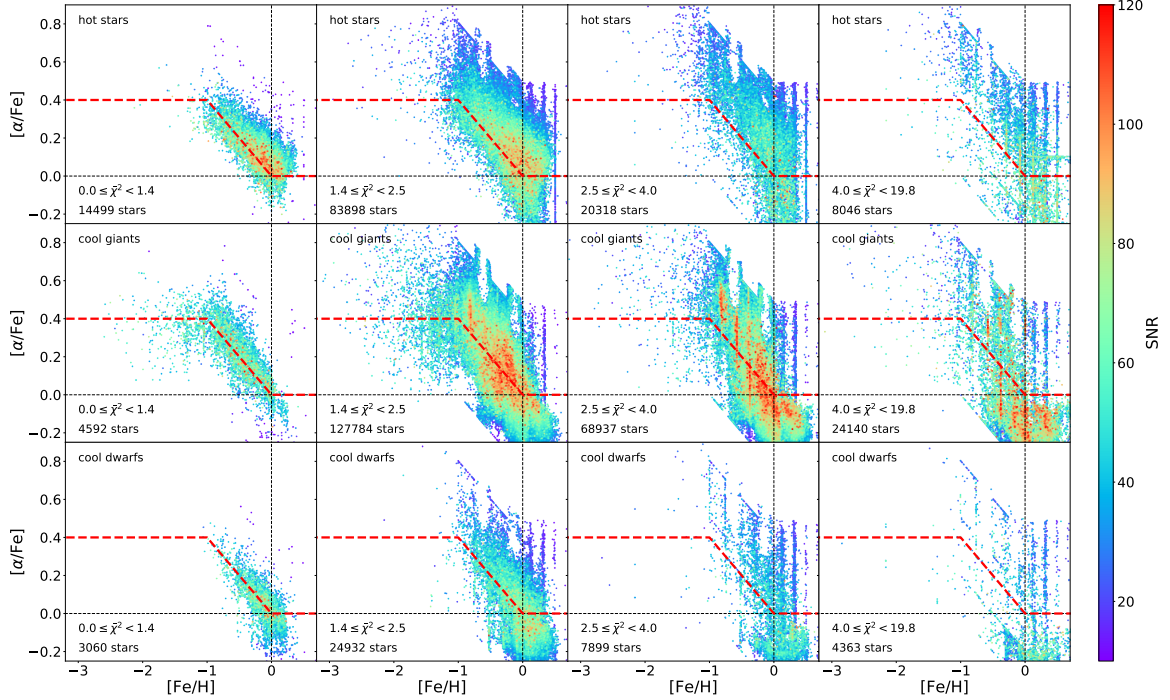 0.8
0.6
0.4
0.2
0.0
−0.2
[α/Fe]
hot stars
0.0 ≤ χ̃² < 1.4
14499 stars
hot stars
1.4 ≤ χ̃² < 2.5
83898 stars
hot stars
2.5 ≤ χ̃² < 4.0
20318 stars
hot stars
4.0 ≤ χ̃² < 19.8
8046 stars
0.8
0.6
0.4
0.2
0.0
−0.2
[α/Fe]
cool giants
0.0 ≤ χ̃² < 1.4
4592 stars
cool giants
1.4 ≤ χ̃² < 2.5
127784 stars
cool giants
2.5 ≤ χ̃² < 4.0
68937 stars
cool giants
4.0 ≤ χ̃² < 19.8
24140 stars
0.8
0.6
0.4
0.2
0.0
−0.2
[α/Fe]
cool dwarfs
0.0 ≤ χ̃² < 1.4
3060 stars
cool dwarfs
1.4 ≤ χ̃² < 2.5
24932 stars
cool dwarfs
2.5 ≤ χ̃² < 4.0
7899 stars
cool dwarfs
4.0 ≤ χ̃² < 19.8
4363 stars
−3 −2 −1 0
[Fe/H]
−3 −2 −1 0
[Fe/H]
−3 −2 −1 0
[Fe/H]
−3 −2 −1 0
[Fe/H]
120
100
80
60
40
20
SNR